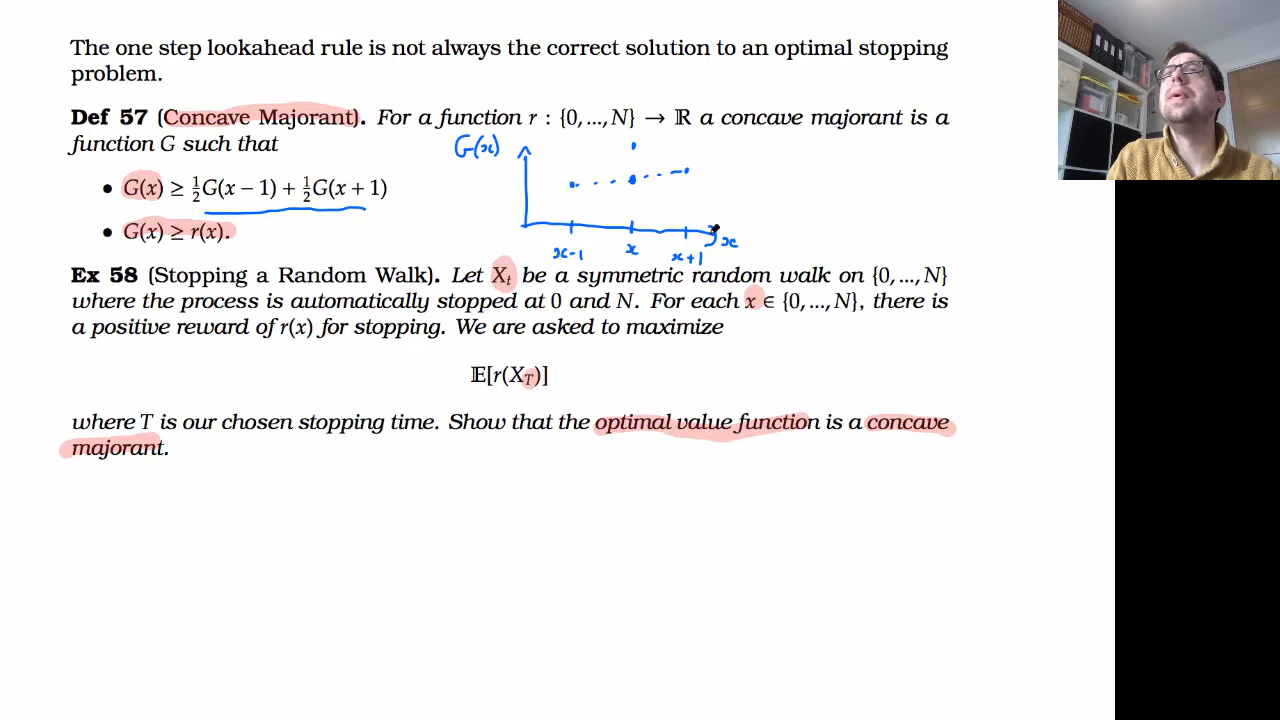 The one step lookahead rule is not always the correct solution to an optimal stopping
problem.
Def 57 (Concave Majorant). For a function r : {0, ..., N} → ℝ a concave majorant is a
function G such that
G(x)
• G(x) ≥ ½G(x − 1) + ½G(x + 1)
• G(x) ≥ r(x).
x-1 x x+1 x
Ex 58 (Stopping a Random Walk). Let Xₜ be a symmetric random walk on {0, ..., N}
where the process is automatically stopped at 0 and N. For each x ∈ {0, ..., N}, there is
a positive reward of r(x) for stopping. We are asked to maximize
𝔼[r(X_T)]
where T is our chosen stopping time. Show that the optimal value function is a concave
majorant.